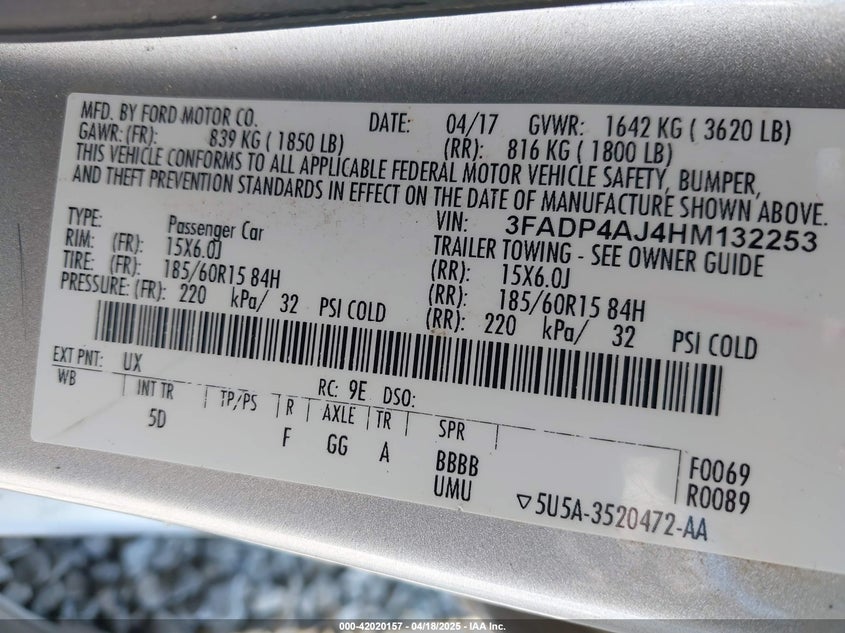 MFD. BY FORD MOTOR CO. DATE: 04/17 GVWR: 1642 KG ( 3620 LB)
GAWR: (FR): 839 KG ( 1850 LB) (RR): 816 KG ( 1800 LB)
THIS VEHICLE CONFORMS TO ALL APPLICABLE FEDERAL MOTOR VEHICLE SAFETY, BUMPER,
AND THEFT PREVENTION STANDARDS IN EFFECT ON THE DATE OF MANUFACTURE SHOWN ABOVE.
VIN: 3FADP4AJ4HM132253
TYPE: Passenger Car TRAILER TOWING - SEE OWNER GUIDE
RIM: (FR): 15X6.0J (RR): 15X6.0J
TIRE: (FR): 185/60R15 84H (RR): 185/60R15 84H
PRESSURE: (FR): 220 kPa/ 32 PSI COLD (RR): 220 kPa/ 32 PSI COLD
EXT PNT: UX RC: 9E DSO:
WB INT TR TP/PS R AXLE TR SPR
5D F GG A BBBB F0069
UMU R0089
▽5U5A-3520472-AA
000-42020157 - 04/18/2025 - IAA Inc.